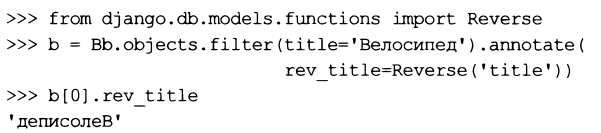 >>> from django.db.models.functions import Reverse
>>> b = Bb.objects.filter(title='Велосипед').annotate(
rev_title=Reverse('title'))
>>> b[0].rev_title
'деписолеВ'